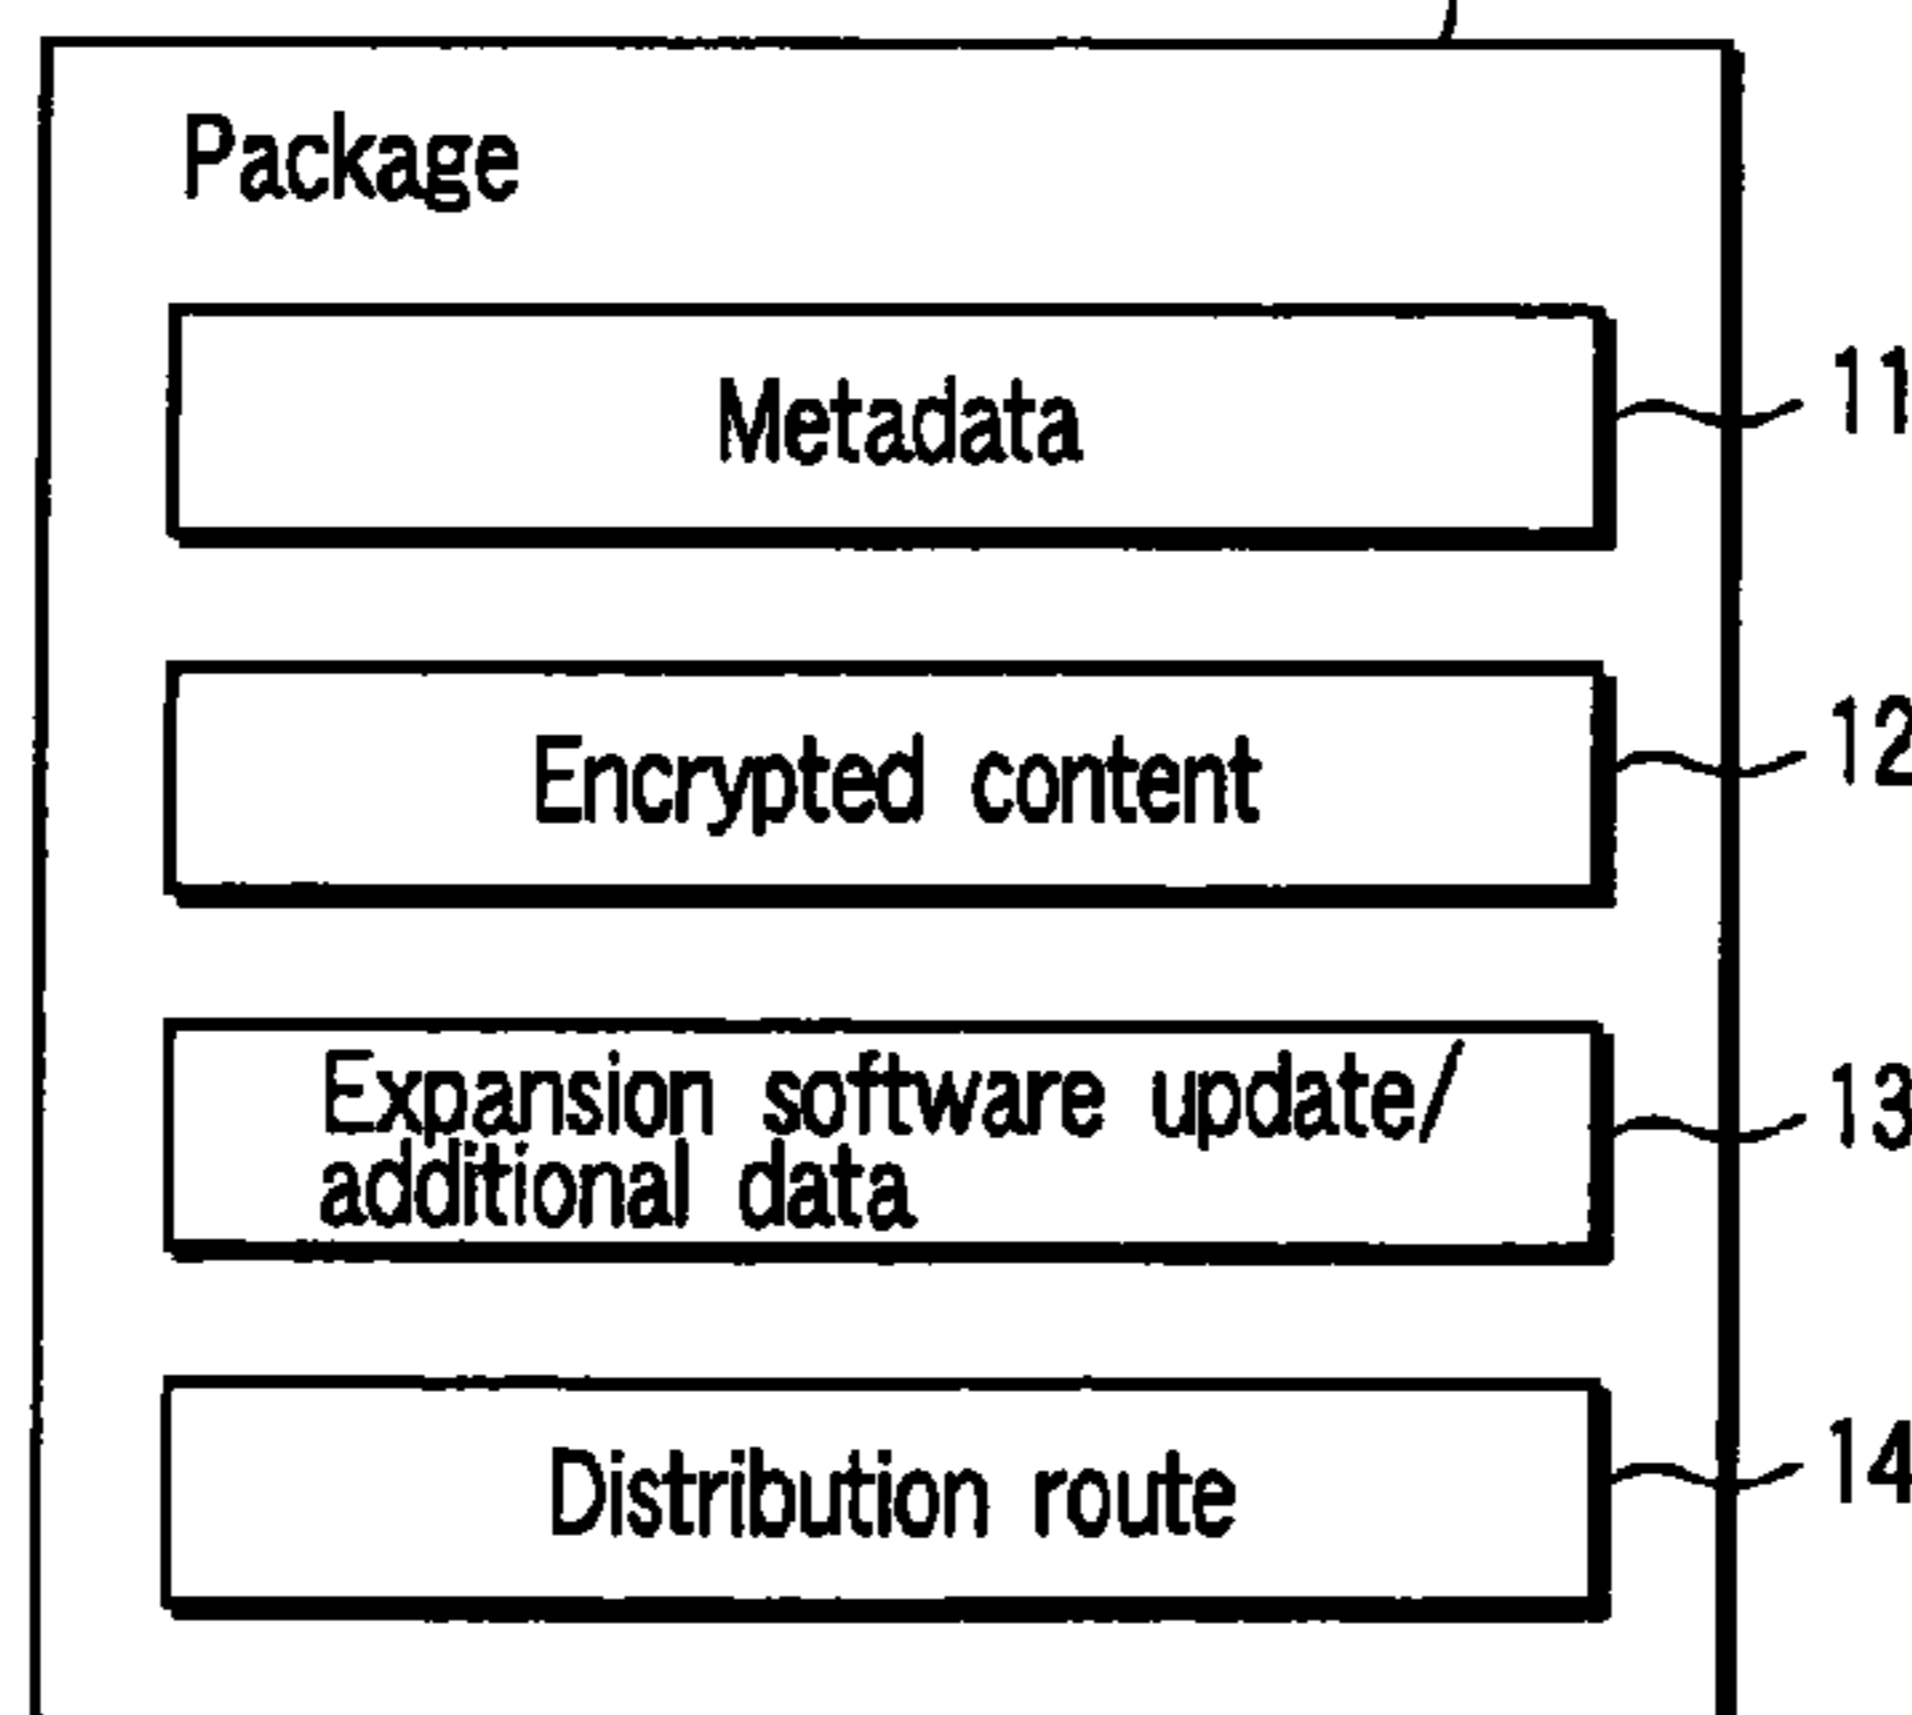 Package
Metadata
11
Encrypted content
12
Expansion software update/
additional data
13
Distribution route
14